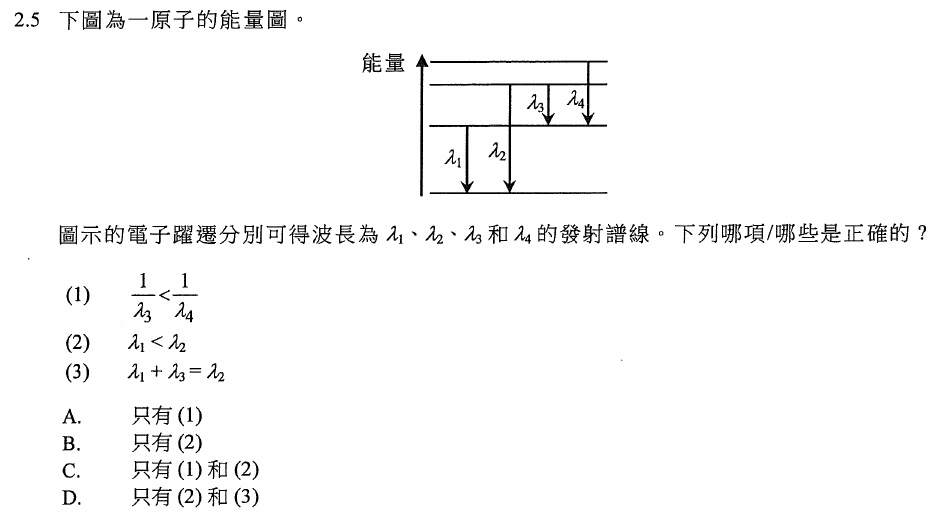 2.5 下圖為一原子的能量圖。
能量
λ3 λ4
λ1 λ2
圖示的電子躍遷分別可得波長為 λ1、λ2、λ3 和 λ4 的發射譜線。下列哪項/哪些是正確的？
(1) 1/λ3 < 1/λ4
(2) λ1 < λ2
(3) λ1 + λ3 = λ2
A. 只有 (1)
B. 只有 (2)
C. 只有 (1) 和 (2)
D. 只有 (2) 和 (3)